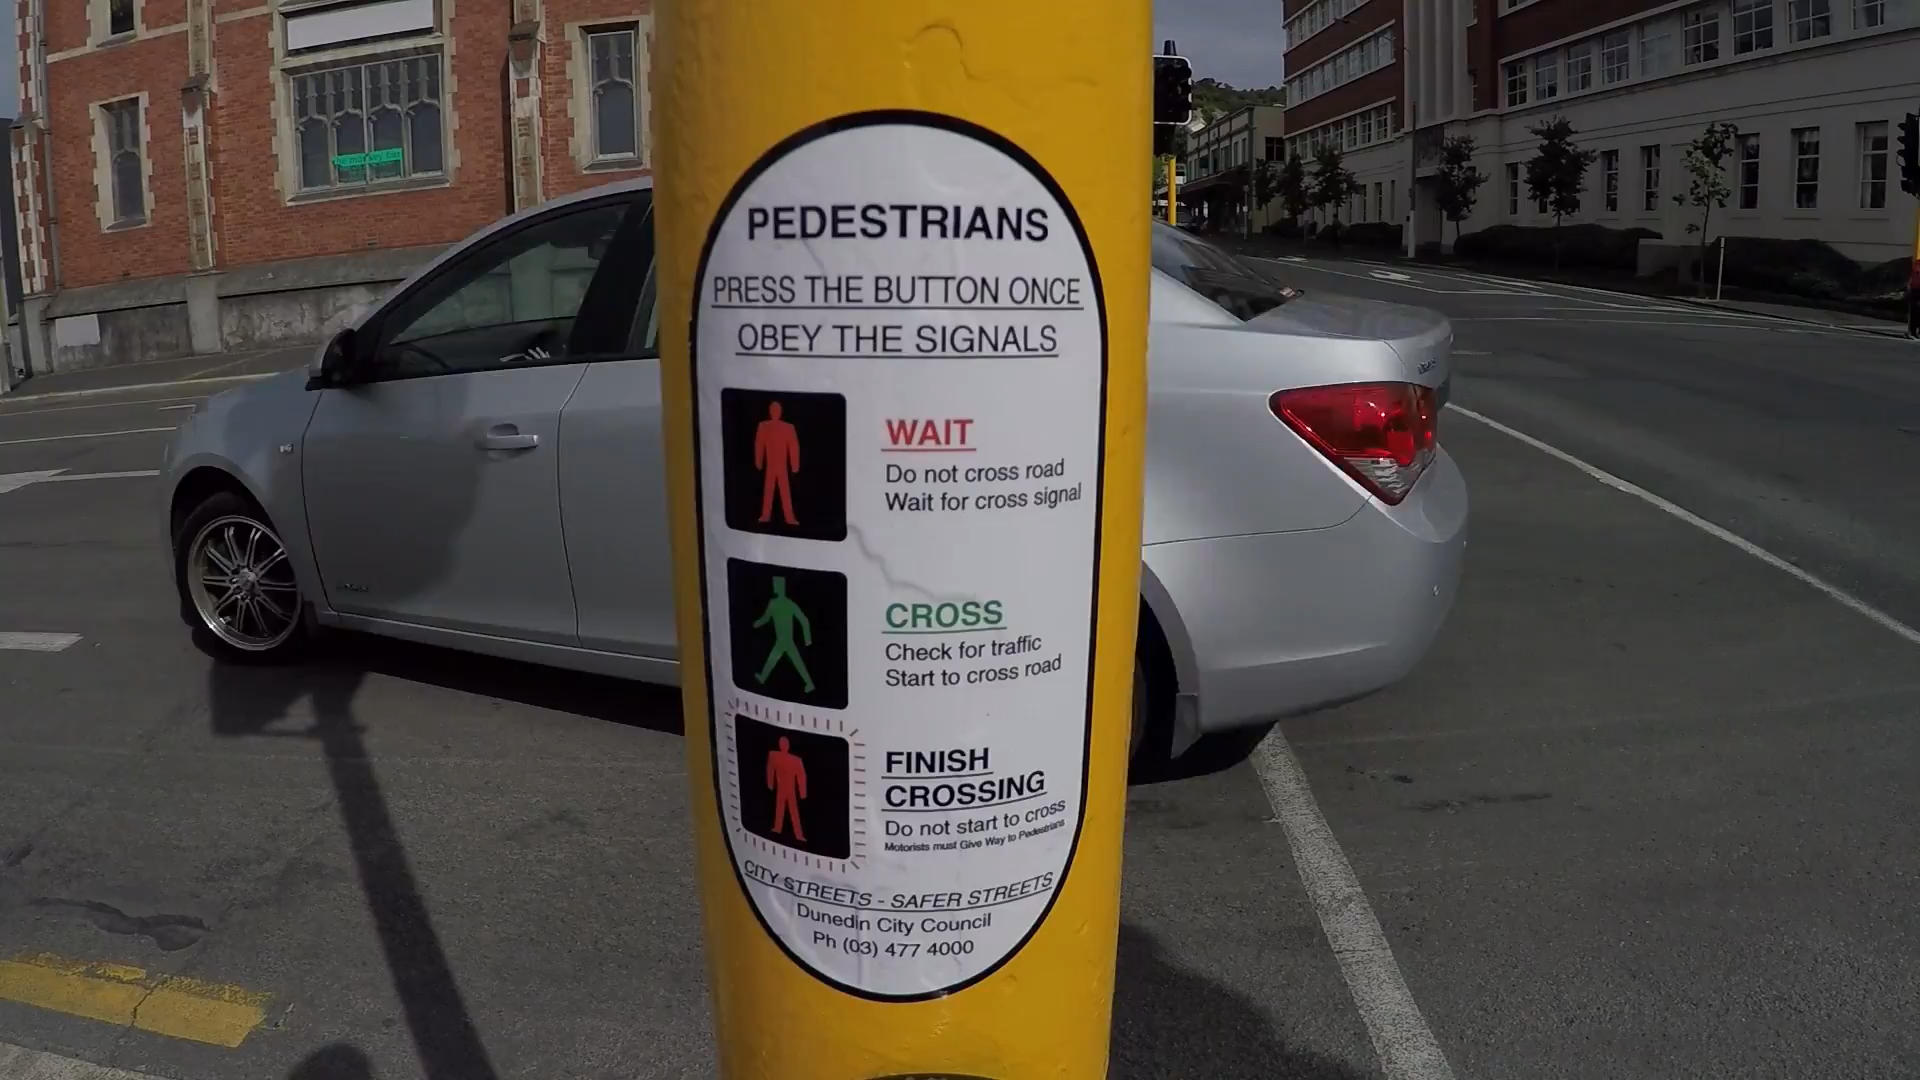 PEDESTRIANS
PRESS THE BUTTON ONCE
OBEY THE SIGNALS
WAIT
Do not cross road
Wait for cross signal
CROSS
Check for traffic
Start to cross road
FINISH
CROSSING
Do not start to cross
Motorists must Give Way to Pedestrians
CITY STREETS - SAFER STREETS
Dunedin City Council
Ph (03) 477 4000